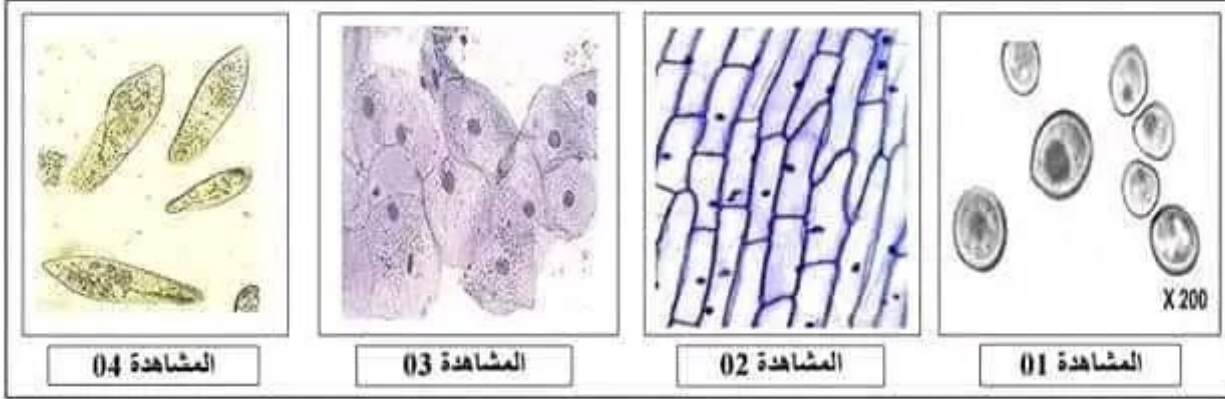 X 200
المشاهدة 01
المشاهدة 02
المشاهدة 03
المشاهدة 04